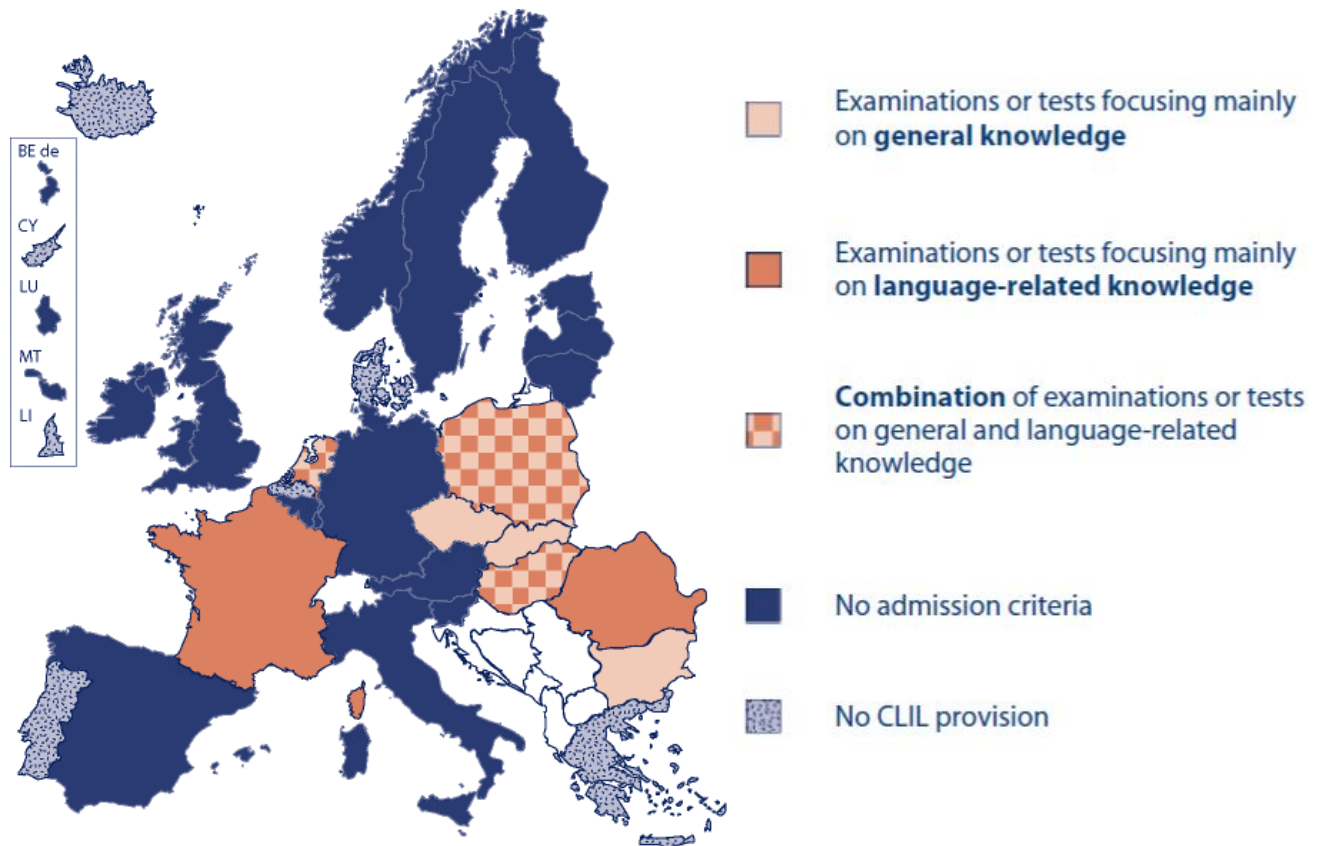 BE de
CY
LU
MT
LI
Examinations or tests focusing mainly
on general knowledge
Examinations or tests focusing mainly
on language-related knowledge
Combination of examinations or tests
on general and language-related
knowledge
No admission criteria
No CLIL provision